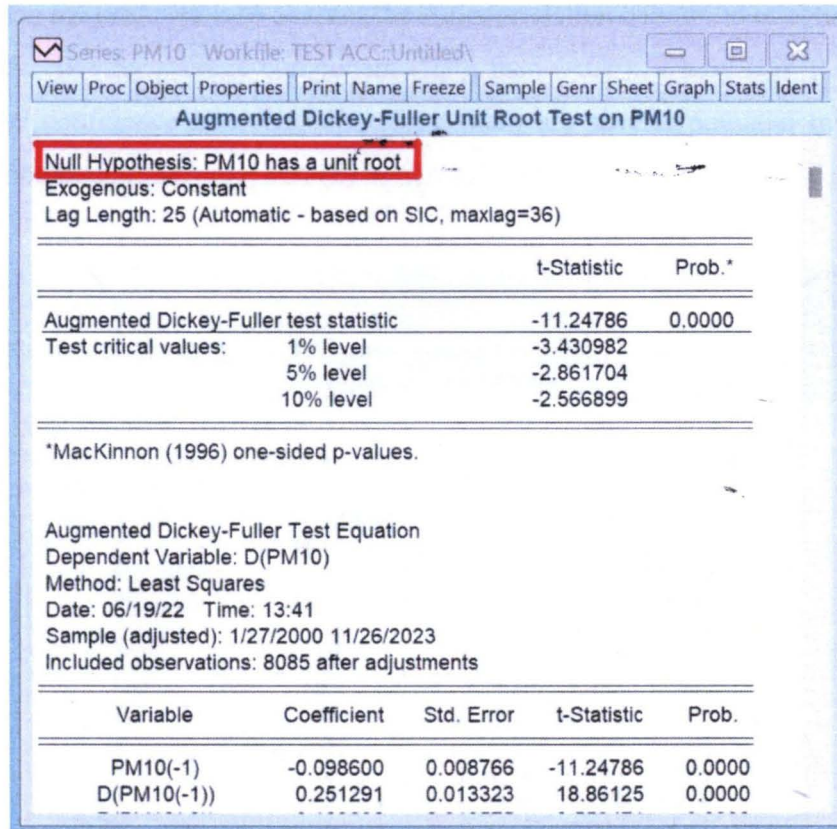 Series: PM10 Workfile: TEST ACC::Untitled\
View Proc Object Properties Print Name Freeze Sample Genr Sheet Graph Stats Ident
Augmented Dickey-Fuller Unit Root Test on PM10
Null Hypothesis: PM10 has a unit root
Exogenous: Constant
Lag Length: 25 (Automatic - based on SIC, maxlag=36)
t-Statistic Prob.*
Augmented Dickey-Fuller test statistic -11.24786 0.0000
Test critical values: 1% level -3.430982
5% level -2.861704
10% level -2.566899
*MacKinnon (1996) one-sided p-values.
Augmented Dickey-Fuller Test Equation
Dependent Variable: D(PM10)
Method: Least Squares
Date: 06/19/22 Time: 13:41
Sample (adjusted): 1/27/2000 11/26/2023
Included observations: 8085 after adjustments
Variable Coefficient Std. Error t-Statistic Prob.
PM10(-1) -0.098600 0.008766 -11.24786 0.0000
D(PM10(-1)) 0.251291 0.013323 18.86125 0.0000